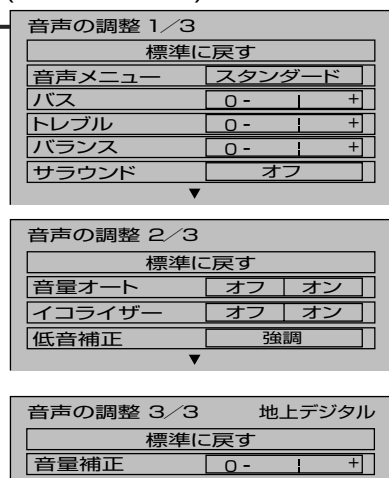 音声の調整 1／3
標準に戻す
音声メニュー スタンダード
バス 0 - +
トレブル 0 - +
バランス 0 - +
サラウンド オフ
▼
音声の調整 2／3
標準に戻す
音量オート オフ オン
イコライザー オフ オン
低音補正 強調
▼
音声の調整 3／3 地上デジタル
標準に戻す
音量補正 0 - +